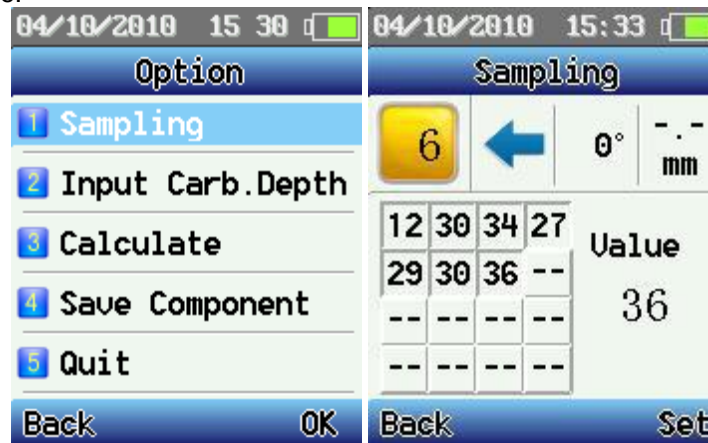 04/10/2010 15 30
Option
1 Sampling
2 Input Carb.Depth
3 Calculate
4 Save Component
5 Quit
Back OK
04/10/2010 15:33
Sampling
6 0° -.- mm
12 30 34 27
29 30 36 --
-- -- -- --
-- -- -- --
Value
36
Back Set